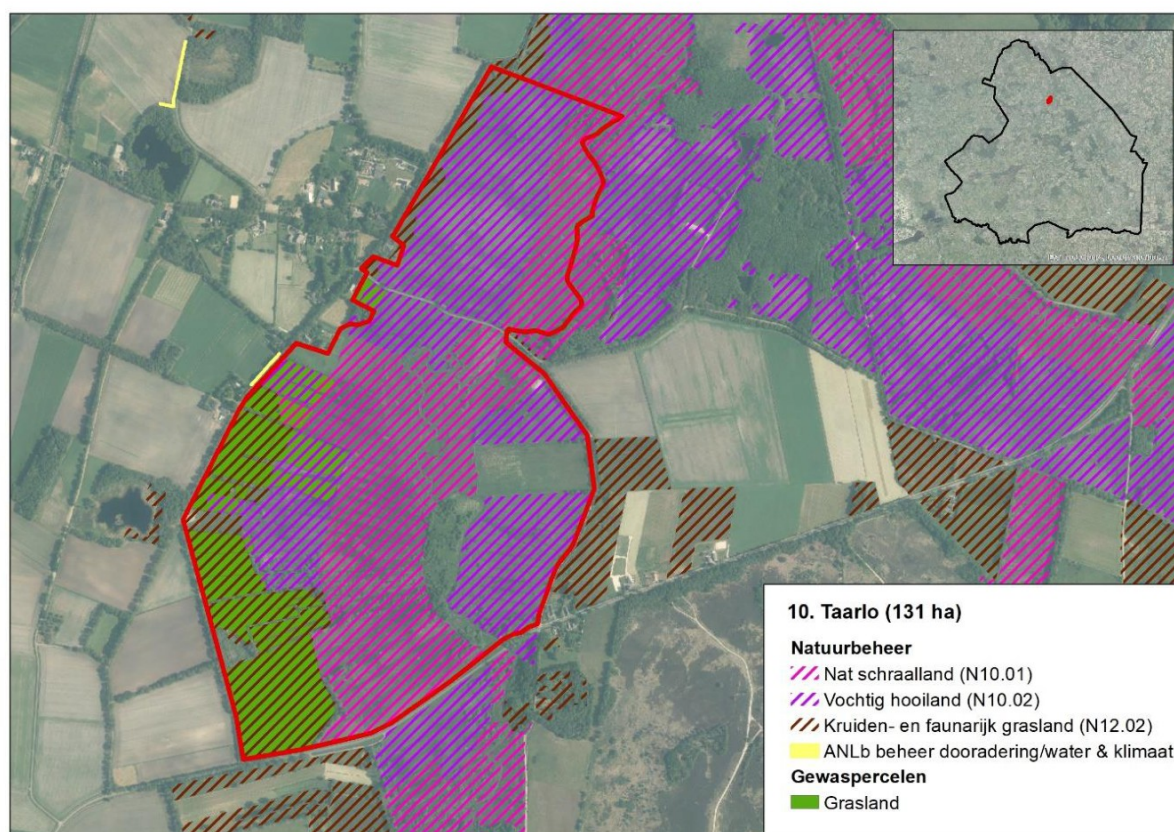 10. Taarlo (131 ha)
Natuurbeheer
Nat schraalland (N10.01)
Vochtig hooiland (N10.02)
Kruiden- en faunarijk grasland (N12.02)
ANLb beheer dooradering/water & klimaat
Gewaspercelen
Grasland